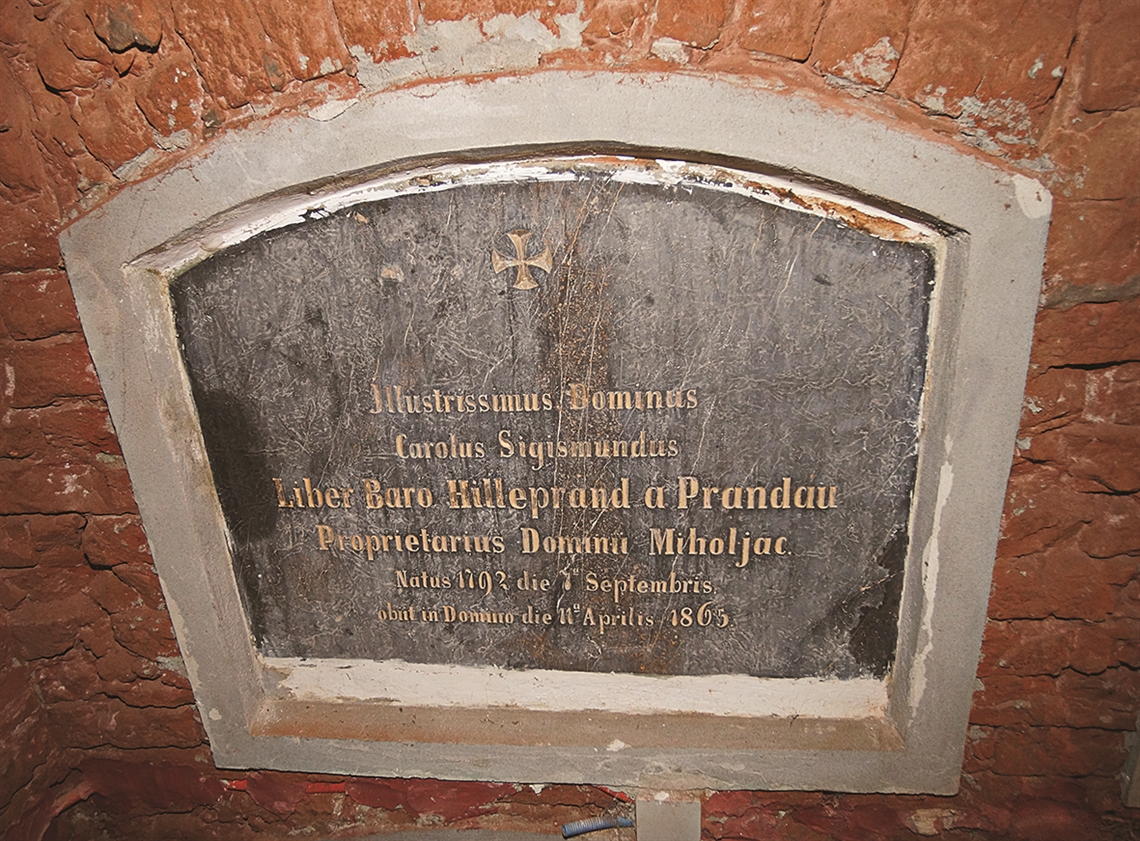 Illustrissimus Dominus
Carolus Sigismundus
Liber Baro Hilleprand a Prandau
Proprietarius Dominii Miholjac.
Natus 1792 die 7ª Septembris.
obiit in Domino die 11ª Aprilis 1865.